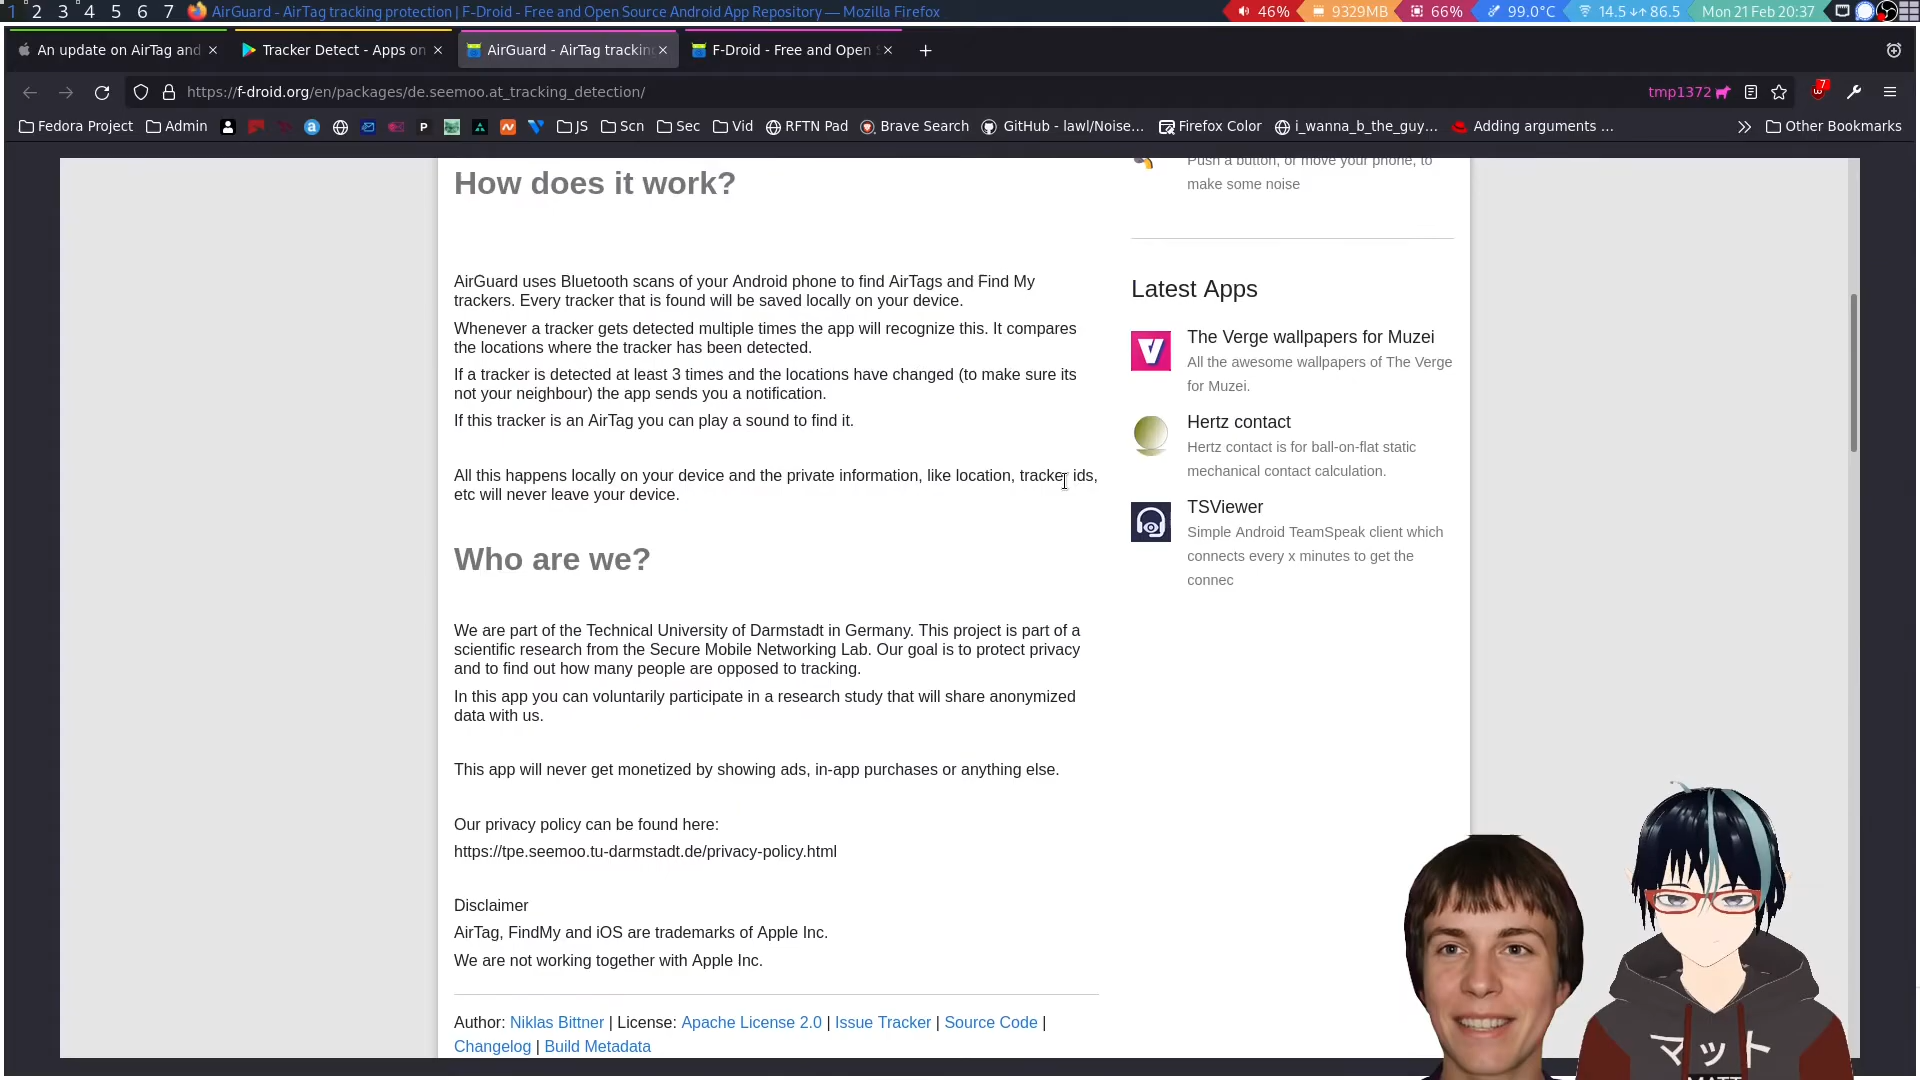 1 2 3 4 5 6 7 AirGuard - AirTag tracking protection | F-Droid - Free and Open Source Android App Repository — Mozilla Firefox 46% 9329MB 66% 99.0°C 14.5 ↓↑ 86.5 Mon 21 Feb 20:37
An update on AirTag and Tracker Detect - Apps on AirGuard - AirTag tracking F-Droid - Free and Open S
https://f-droid.org/en/packages/de.seemoo.at_tracking_detection/ tmp1372 7
Fedora Project Admin JS Scn Sec Vid RFTN Pad Brave Search GitHub - lawl/Noise... Firefox Color i_wanna_b_the_guy... Adding arguments ... Other Bookmarks
How does it work?
AirGuard uses Bluetooth scans of your Android phone to find AirTags and Find My
trackers. Every tracker that is found will be saved locally on your device.
Whenever a tracker gets detected multiple times the app will recognize this. It compares
the locations where the tracker has been detected.
If a tracker is detected at least 3 times and the locations have changed (to make sure its
not your neighbour) the app sends you a notification.
If this tracker is an AirTag you can play a sound to find it.
All this happens locally on your device and the private information, like location, tracker ids,
etc will never leave your device.
Who are we?
We are part of the Technical University of Darmstadt in Germany. This project is part of a
scientific research from the Secure Mobile Networking Lab. Our goal is to protect privacy
and to find out how many people are opposed to tracking.
In this app you can voluntarily participate in a research study that will share anonymized
data with us.
This app will never get monetized by showing ads, in-app purchases or anything else.
Our privacy policy can be found here:
https://tpe.seemoo.tu-darmstadt.de/privacy-policy.html
Disclaimer
AirTag, FindMy and iOS are trademarks of Apple Inc.
We are not working together with Apple Inc.
Author: Niklas Bittner | License: Apache License 2.0 | Issue Tracker | Source Code |
Changelog | Build Metadata
Push a button, or move your phone, to
make some noise
Latest Apps
The Verge wallpapers for Muzei
All the awesome wallpapers of The Verge
for Muzei.
Hertz contact
Hertz contact is for ball-on-flat static
mechanical contact calculation.
TSViewer
Simple Android TeamSpeak client which
connects every x minutes to get the
connec
マット
MATT